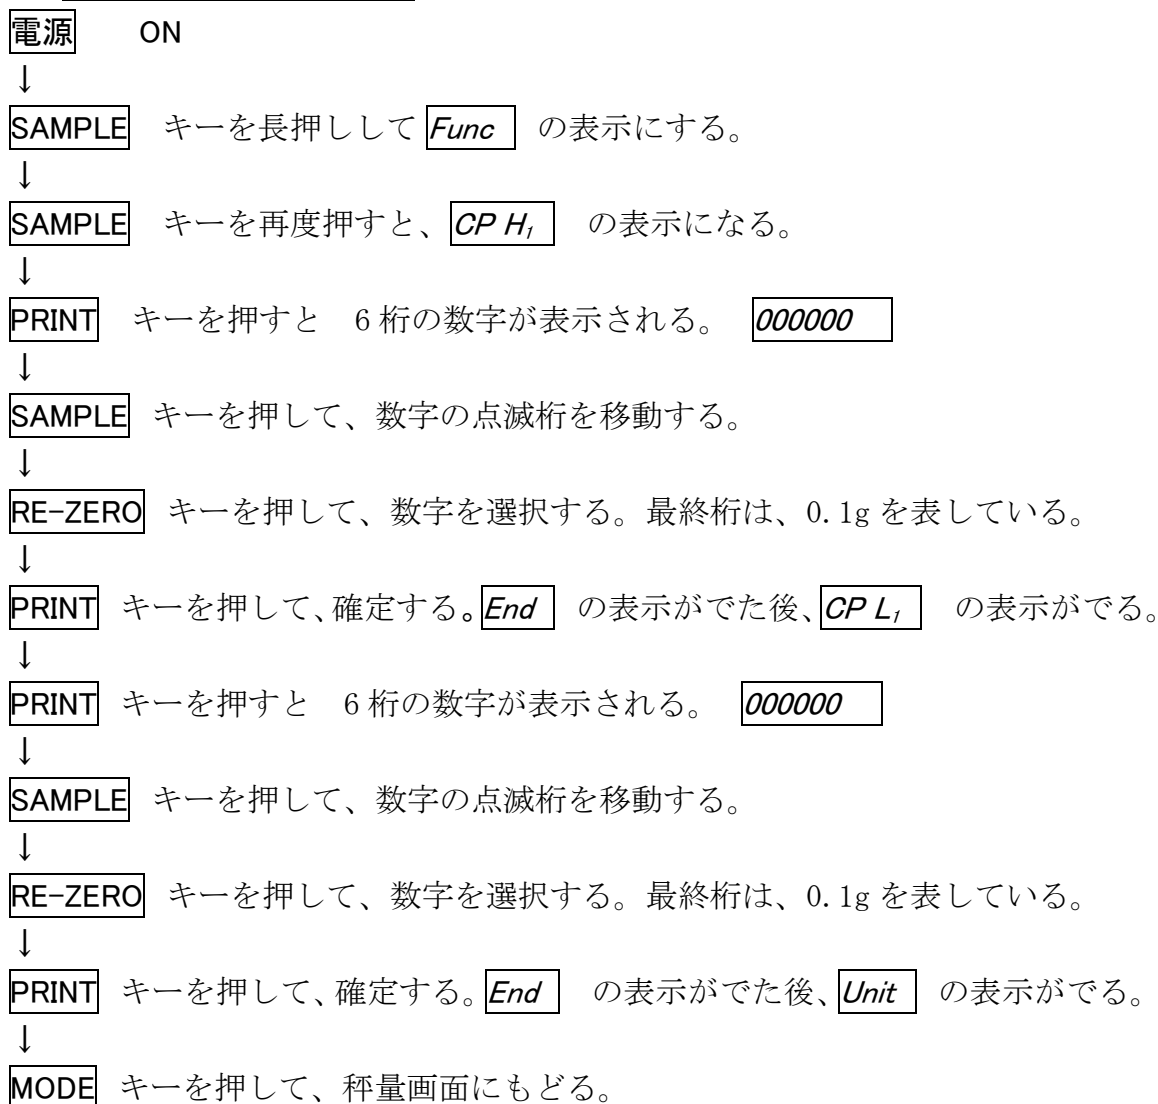 電源　ON
↓
SAMPLE　キーを長押しして Func の表示にする。
↓
SAMPLE　キーを再度押すと、CP H₁ の表示になる。
↓
PRINT　キーを押すと　6桁の数字が表示される。 000000
↓
SAMPLE キーを押して、数字の点滅桁を移動する。
↓
RE-ZERO キーを押して、数字を選択する。最終桁は、0.1gを表している。
↓
PRINT キーを押して、確定する。End の表示がでた後、CP L₁ の表示がでる。
↓
PRINT キーを押すと　6桁の数字が表示される。 000000
↓
SAMPLE キーを押して、数字の点滅桁を移動する。
↓
RE-ZERO キーを押して、数字を選択する。最終桁は、0.1gを表している。
↓
PRINT キーを押して、確定する。End の表示がでた後、Unit の表示がでる。
↓
MODE キーを押して、秤量画面にもどる。